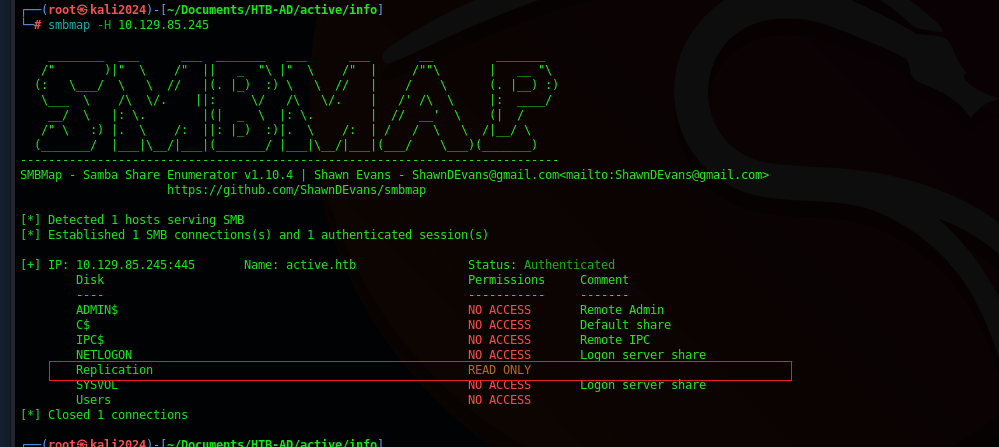 ┌──(root㉿kali2024)-[~/Documents/HTB-AD/active/info]
└─# smbmap -H 10.129.85.245
SMBMAP
-----------------------------------------------------------------------------
SMBMap - Samba Share Enumerator v1.10.4 | Shawn Evans - ShawnDEvans@gmail.com<mailto:ShawnDEvans@gmail.com>
https://github.com/ShawnDEvans/smbmap
[*] Detected 1 hosts serving SMB
[*] Established 1 SMB connections(s) and 1 authenticated session(s)
[+] IP: 10.129.85.245:445 Name: active.htb Status: Authenticated
Disk Permissions Comment
---- ----------- -------
ADMIN$ NO ACCESS Remote Admin
C$ NO ACCESS Default share
IPC$ NO ACCESS Remote IPC
NETLOGON NO ACCESS Logon server share
Replication READ ONLY
SYSVOL NO ACCESS Logon server share
Users NO ACCESS
[*] Closed 1 connections
┌──(root㉿kali2024)-[~/Documents/HTB-AD/active/info]